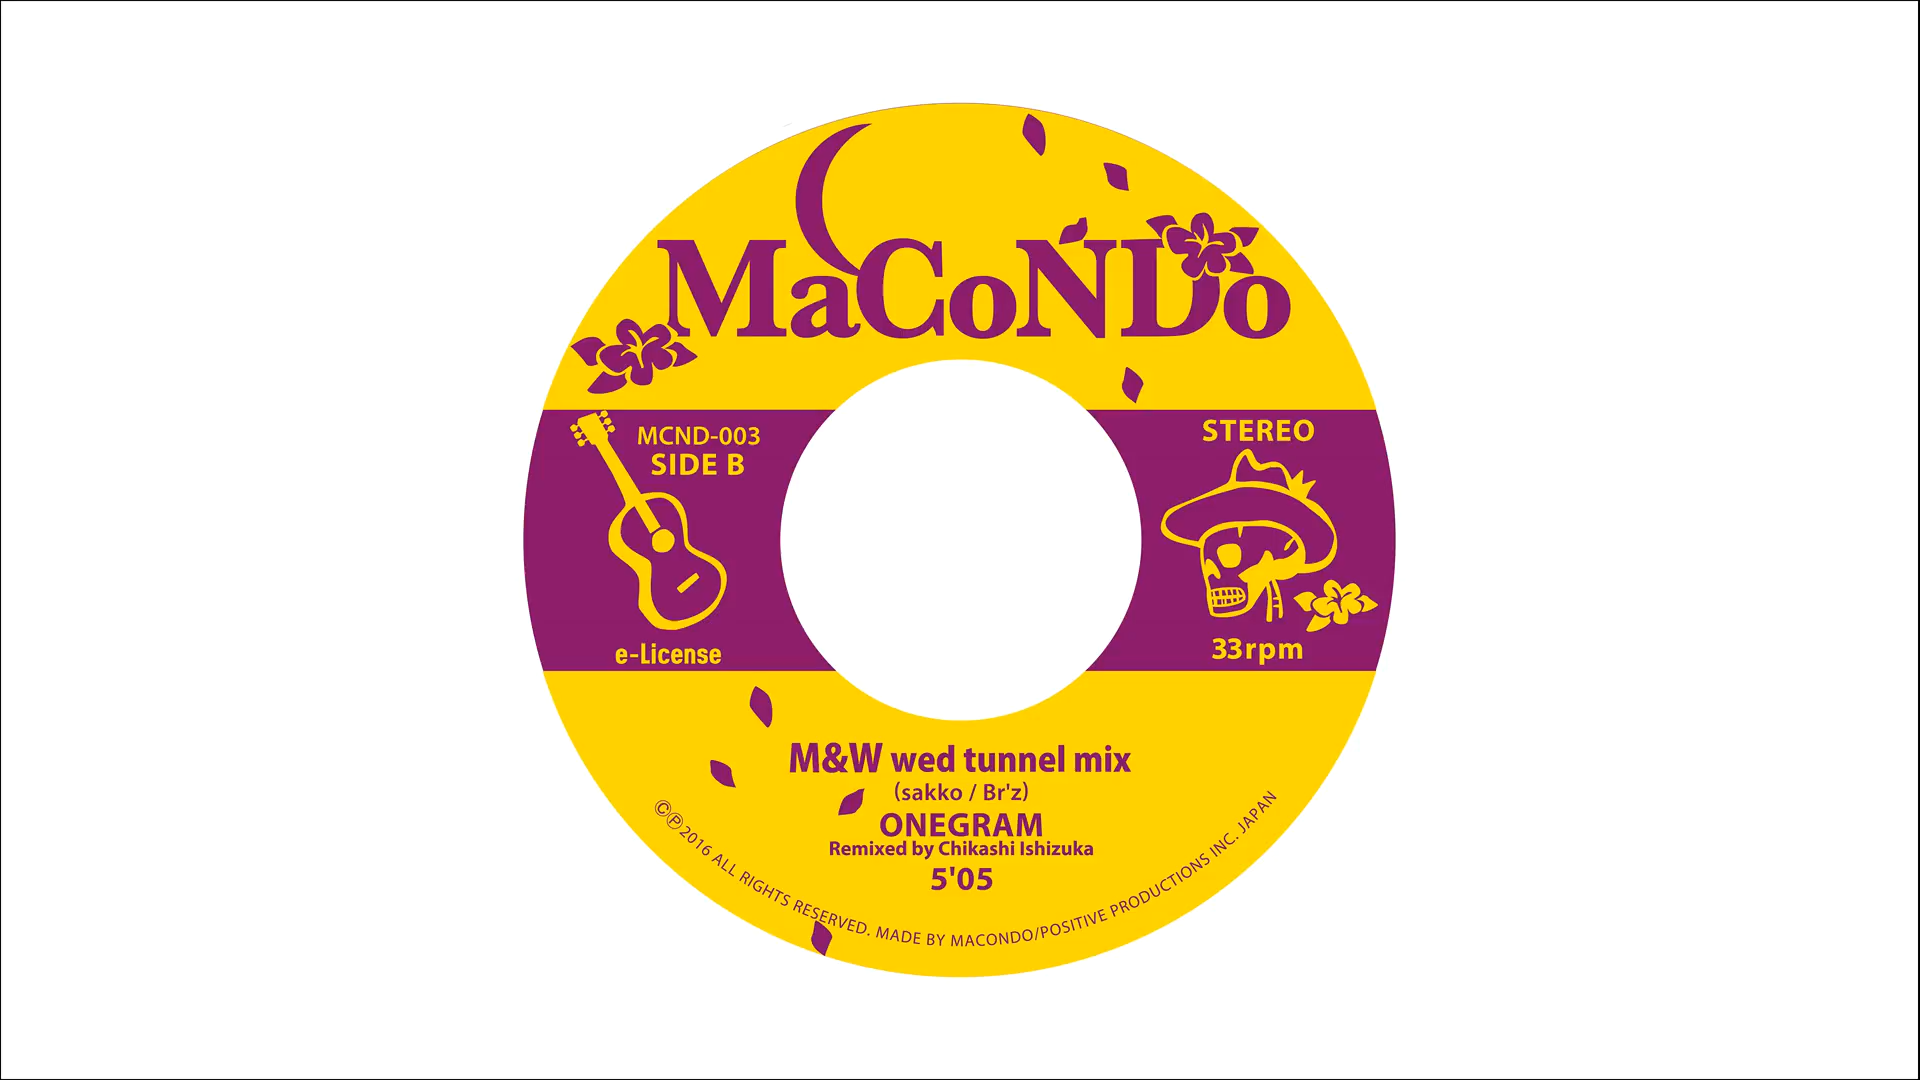 MaCoNDo
MCND-003
SIDE B
e-License
STEREO
33rpm
M&W wed tunnel mix
(sakko / Br'z)
ONEGRAM
Remixed by Chikashi Ishizuka
5'05
©℗2016 ALL RIGHTS RESERVED. MADE BY MACONDO/POSITIVE PRODUCTIONS INC. JAPAN